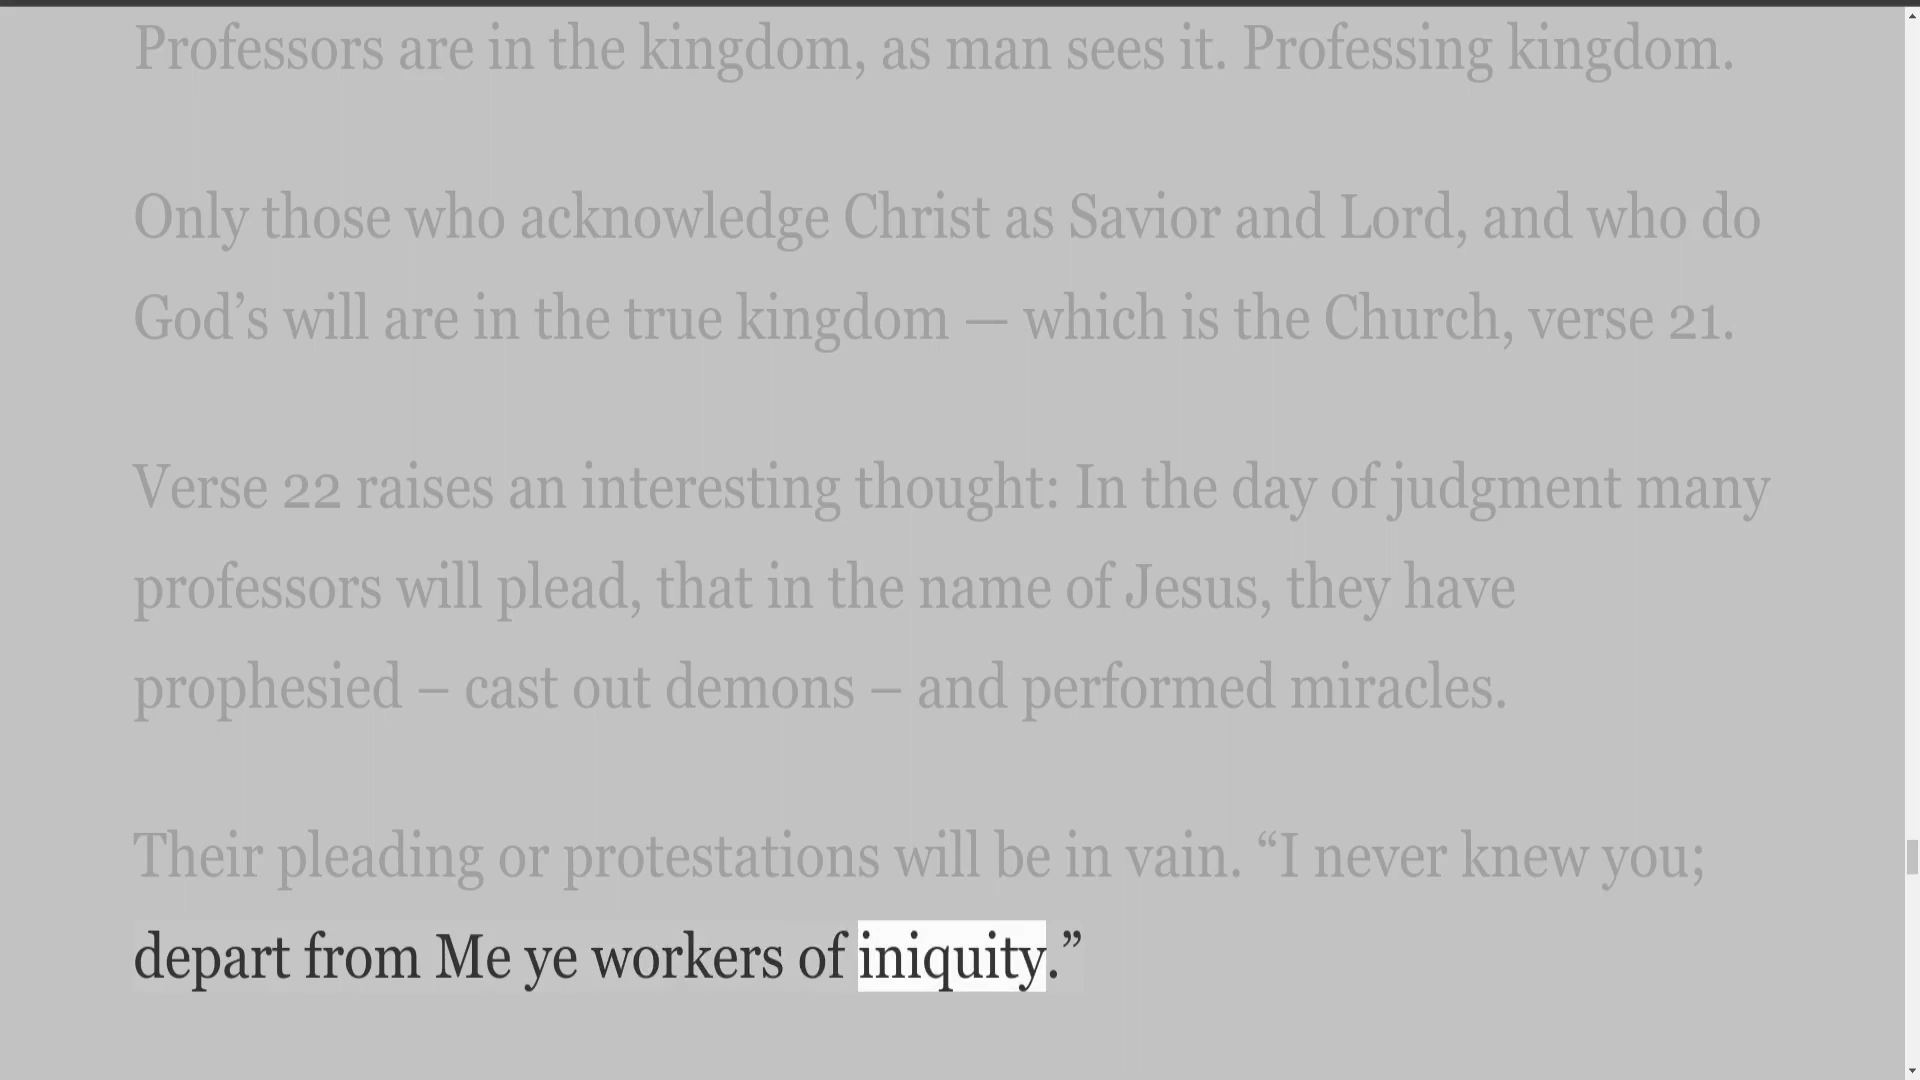 Professors are in the kingdom, as man sees it. Professing kingdom.
Only those who acknowledge Christ as Savior and Lord, and who do
God’s will are in the true kingdom — which is the Church, verse 21.
Verse 22 raises an interesting thought: In the day of judgment many
professors will plead, that in the name of Jesus, they have
prophesied – cast out demons – and performed miracles.
Their pleading or protestations will be in vain. “I never knew you;
depart from Me ye workers of iniquity.”